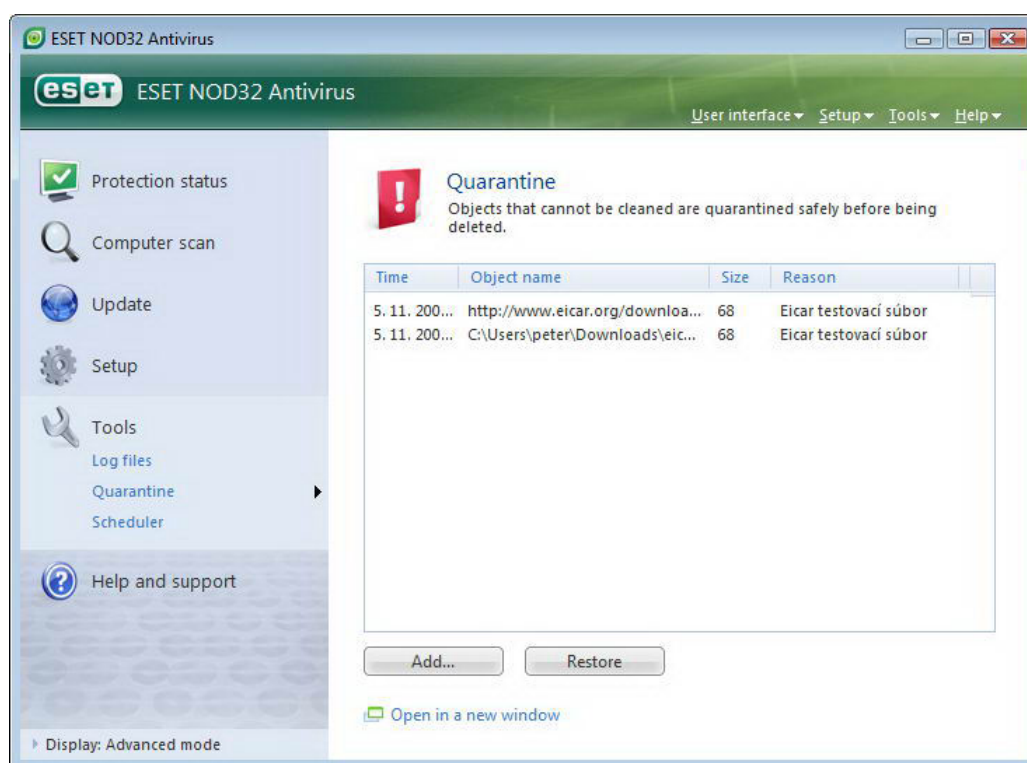 ESET NOD32 Antivirus
eset ESET NOD32 Antivirus
User interface Setup Tools Help
Protection status
Computer scan
Update
Setup
Tools
Log files
Quarantine
Scheduler
Help and support
Display: Advanced mode
Quarantine
Objects that cannot be cleaned are quarantined safely before being
deleted.
Time Object name Size Reason
5. 11. 200... http://www.eicar.org/downloa... 68 Eicar testovací súbor
5. 11. 200... C:\Users\peter\Downloads\eic... 68 Eicar testovací súbor
Add... Restore
Open in a new window